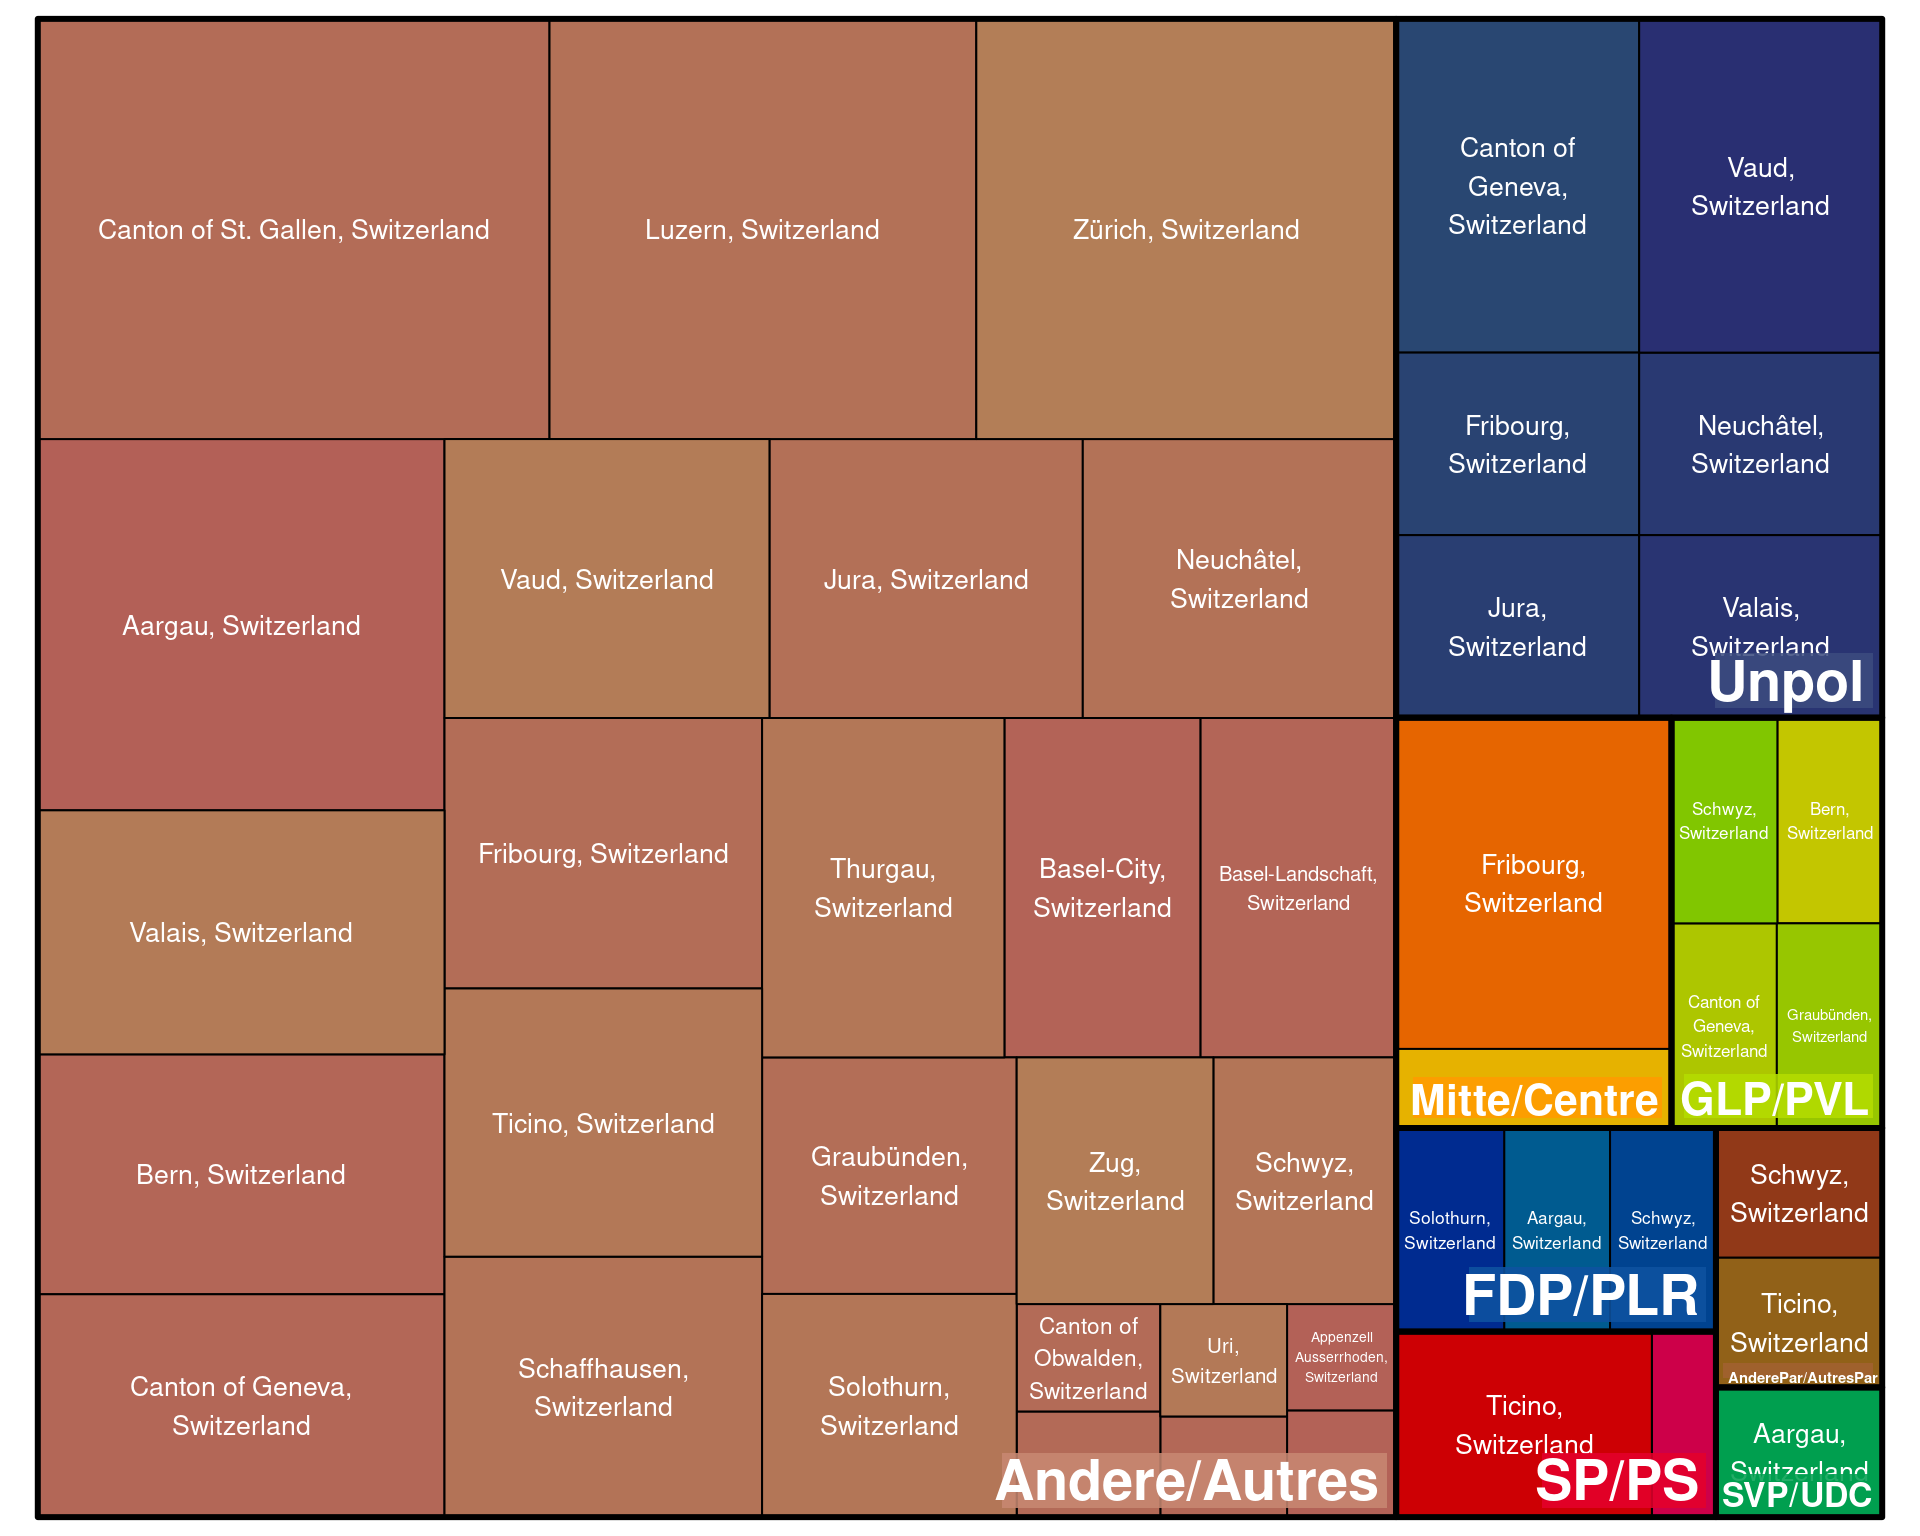 Canton of St. Gallen, Switzerland
Luzern, Switzerland
Zürich, Switzerland
Aargau, Switzerland
Vaud, Switzerland
Jura, Switzerland
Neuchâtel,
Switzerland
Valais, Switzerland
Fribourg, Switzerland
Thurgau,
Switzerland
Basel-City,
Switzerland
Basel-Landschaft,
Switzerland
Bern, Switzerland
Ticino, Switzerland
Graubünden,
Switzerland
Zug,
Switzerland
Schwyz,
Switzerland
Canton of Geneva,
Switzerland
Schaffhausen,
Switzerland
Solothurn,
Switzerland
Canton of
Obwalden,
Switzerland
Uri,
Switzerland
Appenzell
Ausserrhoden,
Switzerland
Andere/Autres
Canton of
Geneva,
Switzerland
Vaud,
Switzerland
Fribourg,
Switzerland
Neuchâtel,
Switzerland
Jura,
Switzerland
Valais,
Switzerland
Unpol
Fribourg,
Switzerland
Mitte/Centre
Schwyz,
Switzerland
Bern,
Switzerland
Canton of
Geneva,
Switzerland
Graubünden,
Switzerland
GLP/PVL
Solothurn,
Switzerland
Aargau,
Switzerland
Schwyz,
Switzerland
FDP/PLR
Schwyz,
Switzerland
Ticino,
Switzerland
AnderePar/AutresPar
Ticino,
Switzerland
SP/PS
Aargau,
Switzerland
SVP/UDC